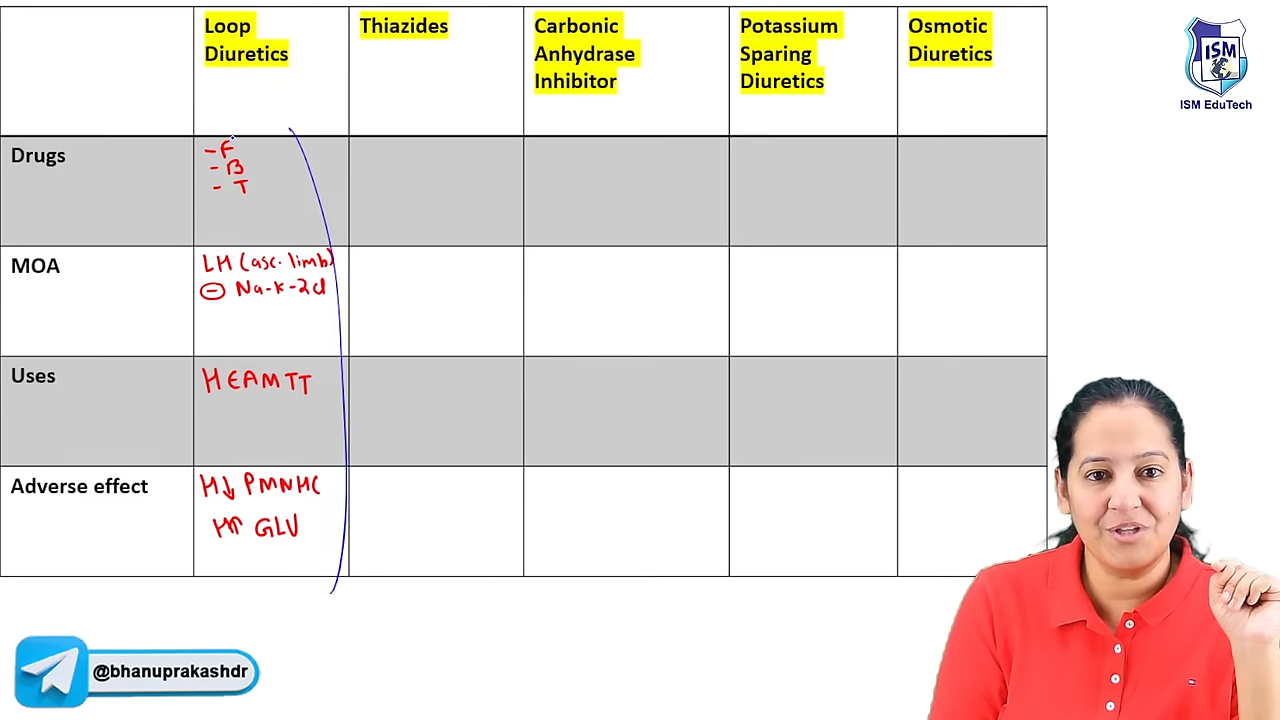 Loop
Diuretics
Thiazides
Carbonic
Anhydrase
Inhibitor
Potassium
Sparing
Diuretics
Osmotic
Diuretics
ISM
ISM EduTech
Drugs
- F
- B
- T
MOA
LH (asc. limb)
⊖ Na-K-2Cl
Uses
HEAMTT
Adverse effect
H↓ PMNHC
H↑ GLU
@bhanuprakashdr